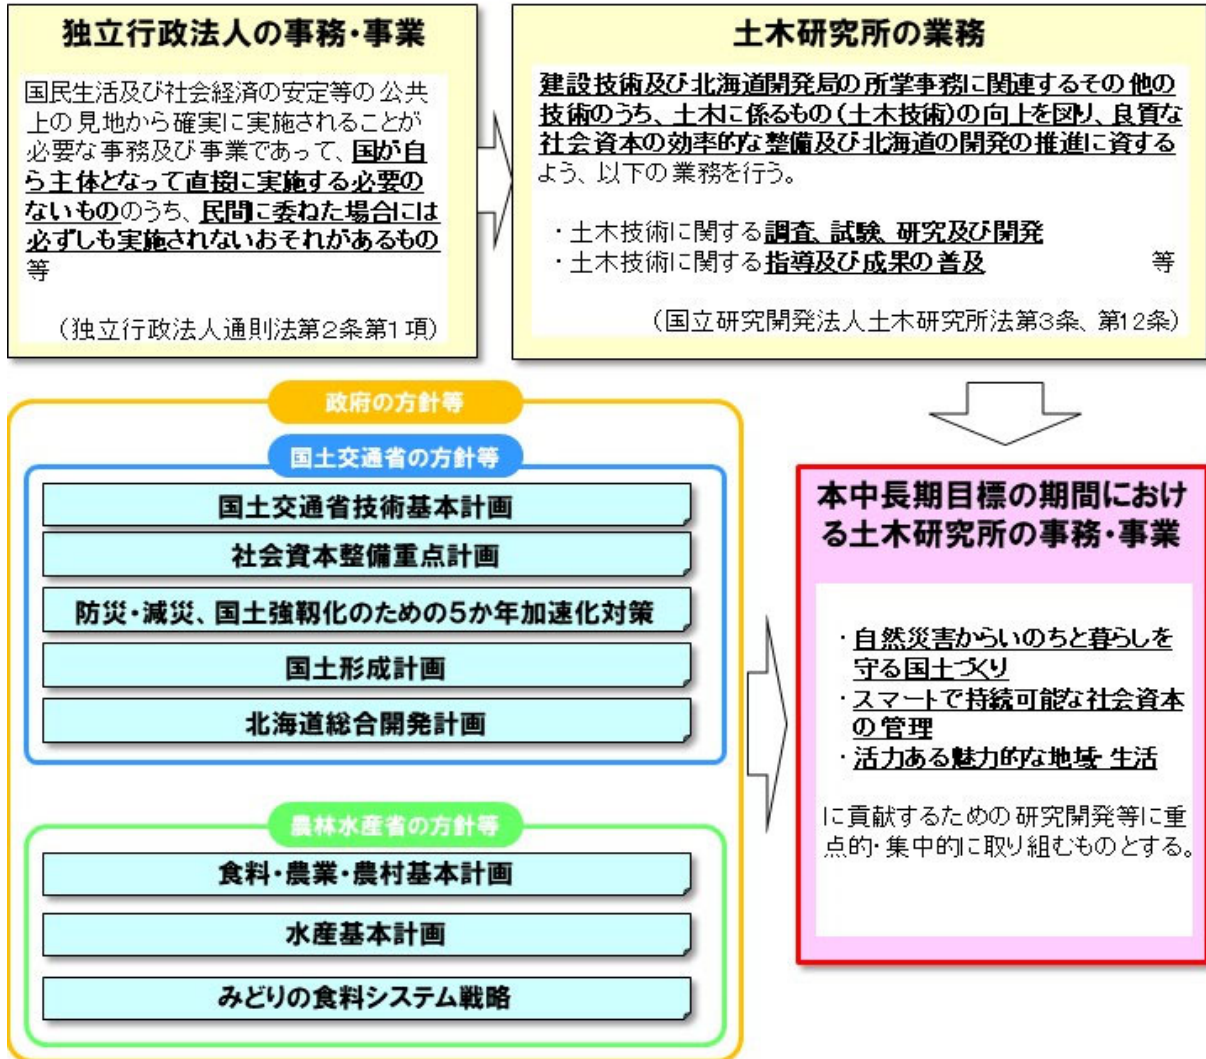 独立行政法人の事務・事業
国民生活及び社会経済の安定等の公共
上の見地から確実に実施されることが
必要な事務及び事業であって、国が自
ら主体となって直接に実施する必要の
ないもののうち、民間に委ねた場合には
必ずしも実施されないおそれがあるもの
等
（独立行政法人通則法第2条第1項）
土木研究所の業務
建設技術及び北海道開発局の所掌事務に関連するその他の
技術のうち、土木に係るもの（土木技術）の向上を図り、良質な
社会資本の効率的な整備及び北海道の開発の推進に資する
よう、以下の業務を行う。
・土木技術に関する調査、試験、研究及び開発
・土木技術に関する指導及び成果の普及 等
（国立研究開発法人土木研究所法第3条、第12条）
政府の方針等
国土交通省の方針等
国土交通省技術基本計画
社会資本整備重点計画
防災・減災、国土強靱化のための5か年加速化対策
国土形成計画
北海道総合開発計画
農林水産省の方針等
食料・農業・農村基本計画
水産基本計画
みどりの食料システム戦略
本中長期目標の期間におけ
る土木研究所の事務・事業
・自然災害からいのちと暮らしを
守る国土づくり
・スマートで持続可能な社会資本
の管理
・活力ある魅力的な地域・生活
に貢献するための研究開発等に重
点的・集中的に取り組むものとする。